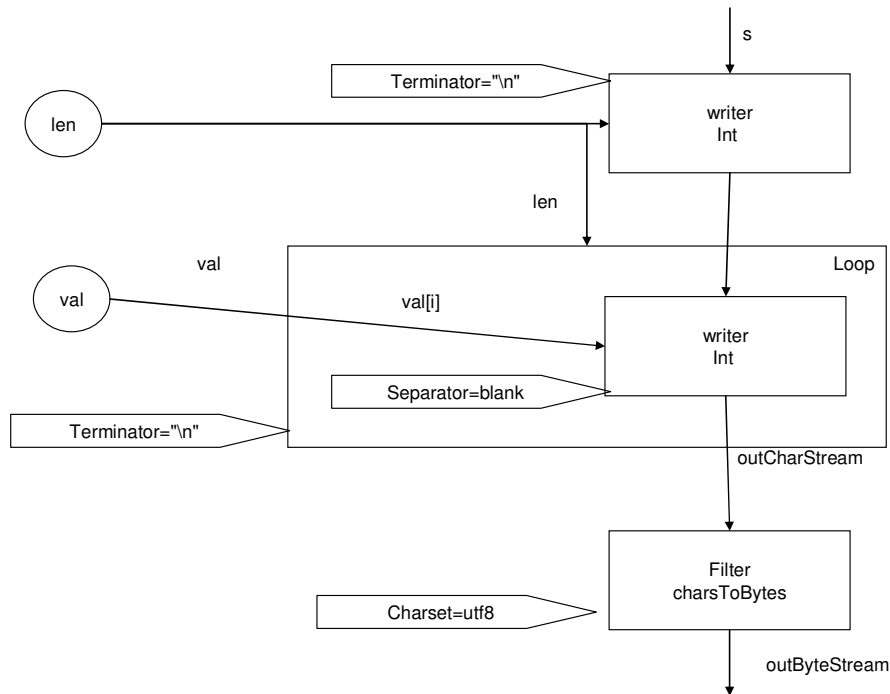 s
Terminator="\n"
writer
Int
len
len
val
Loop
val
val[i]
writer
Int
Separator=blank
Terminator="\n"
outCharStream
Filter
charsToBytes
Charset=utf8
outByteStream